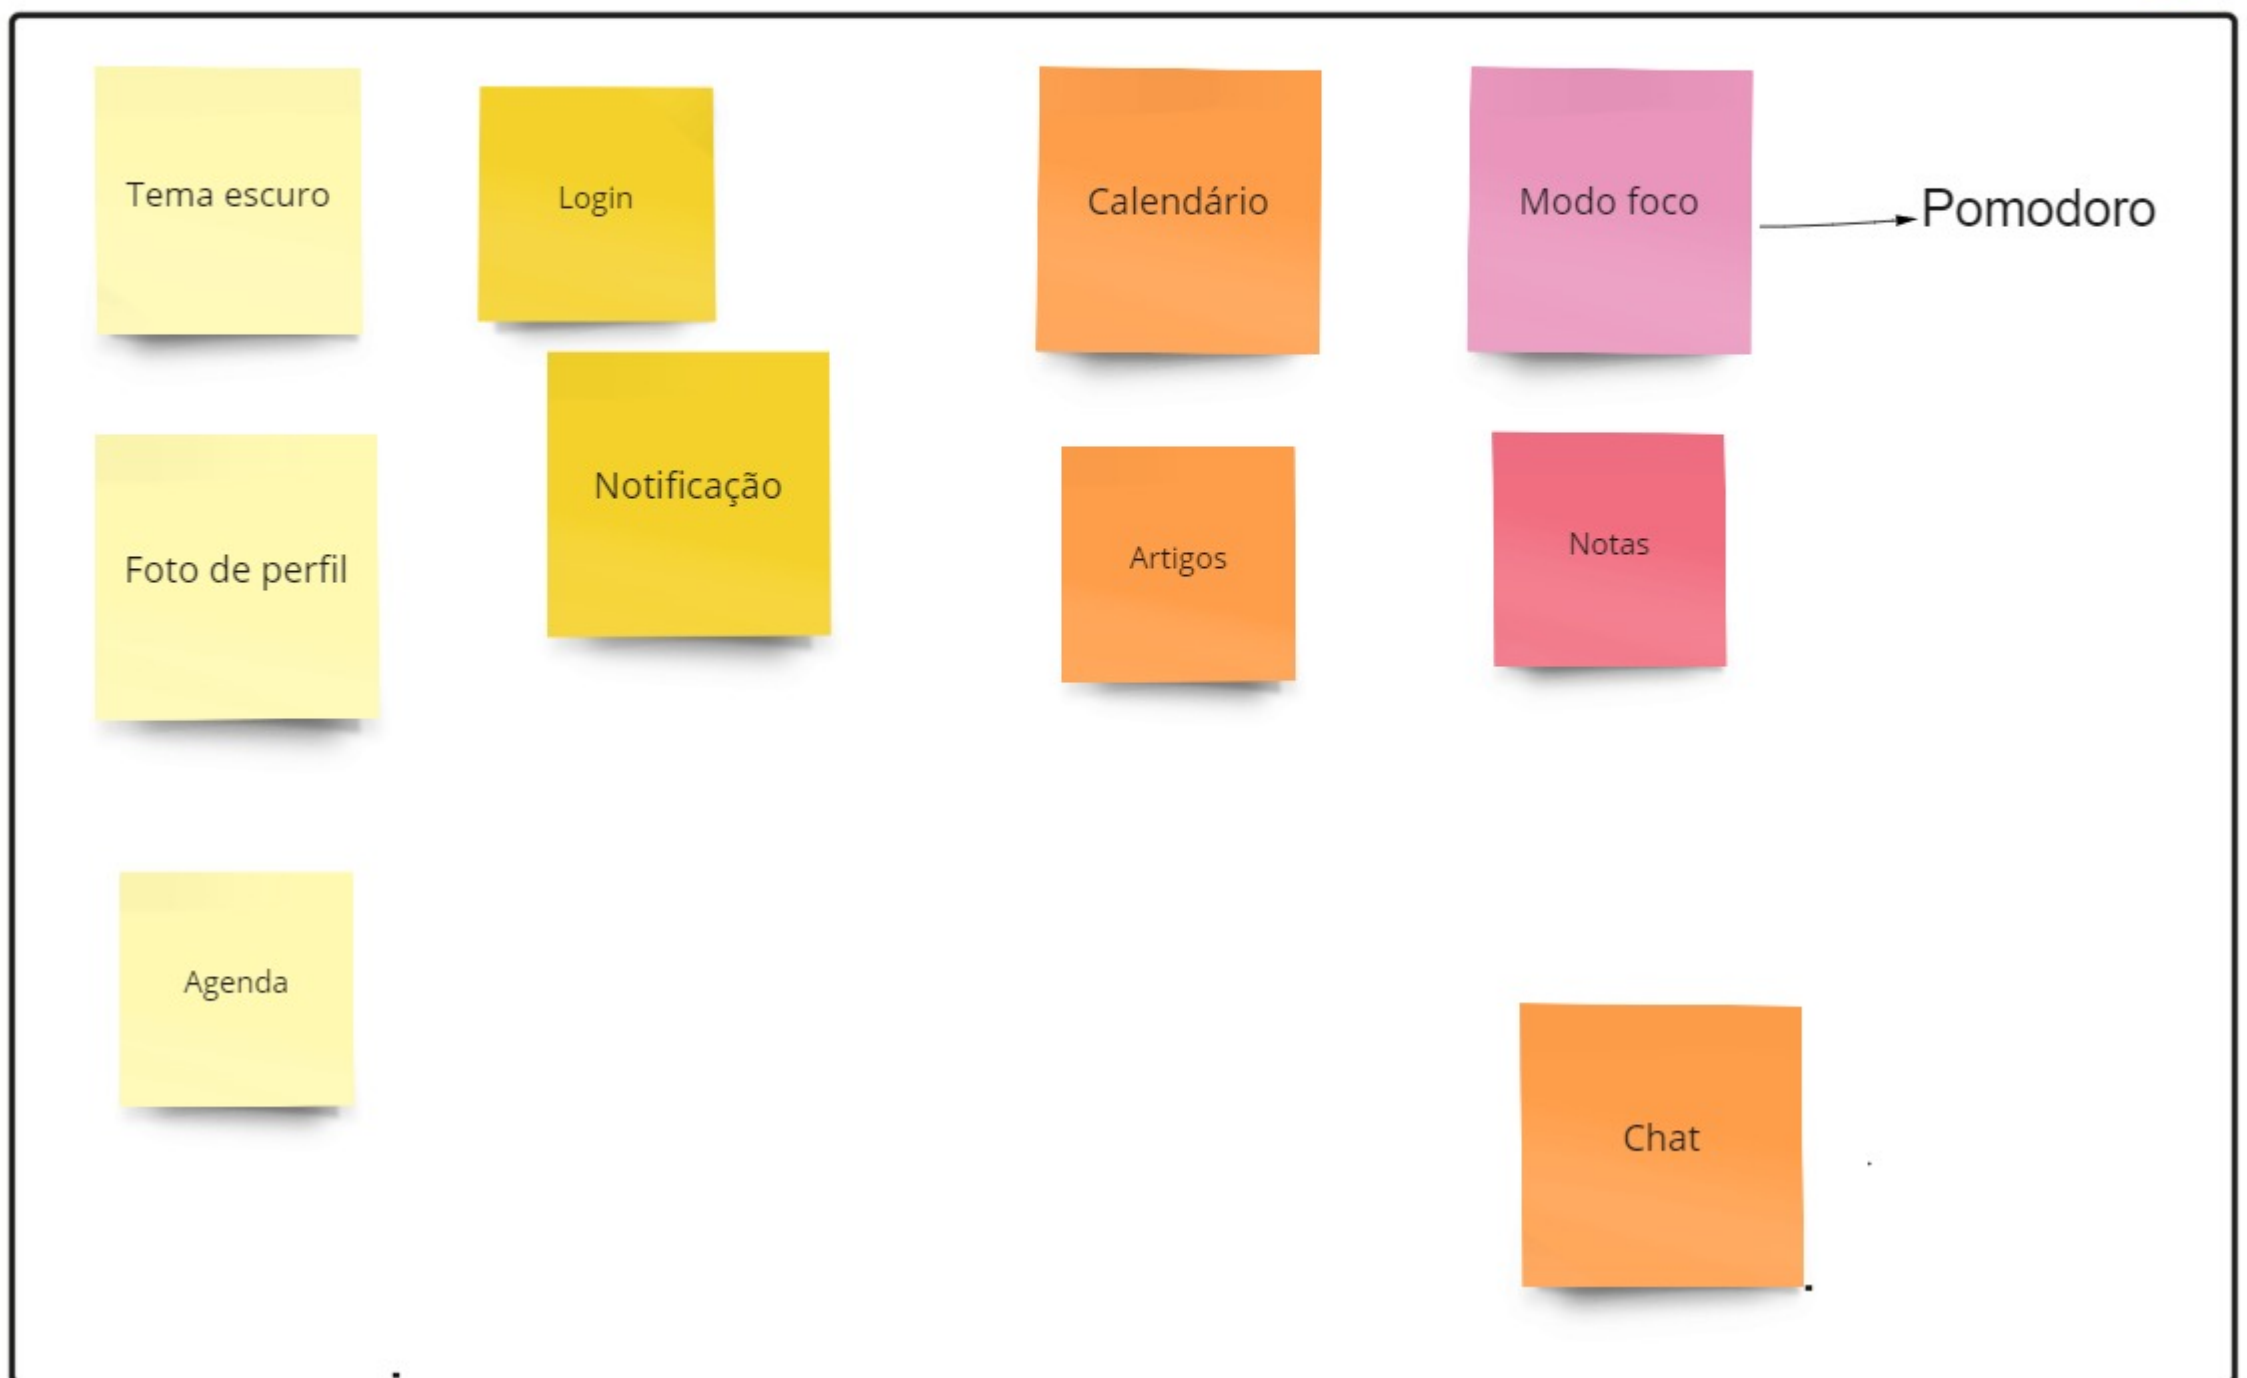 Tema escuro
Login
Calendário
Modo foco
Pomodoro
Notificação
Foto de perfil
Artigos
Notas
Agenda
Chat